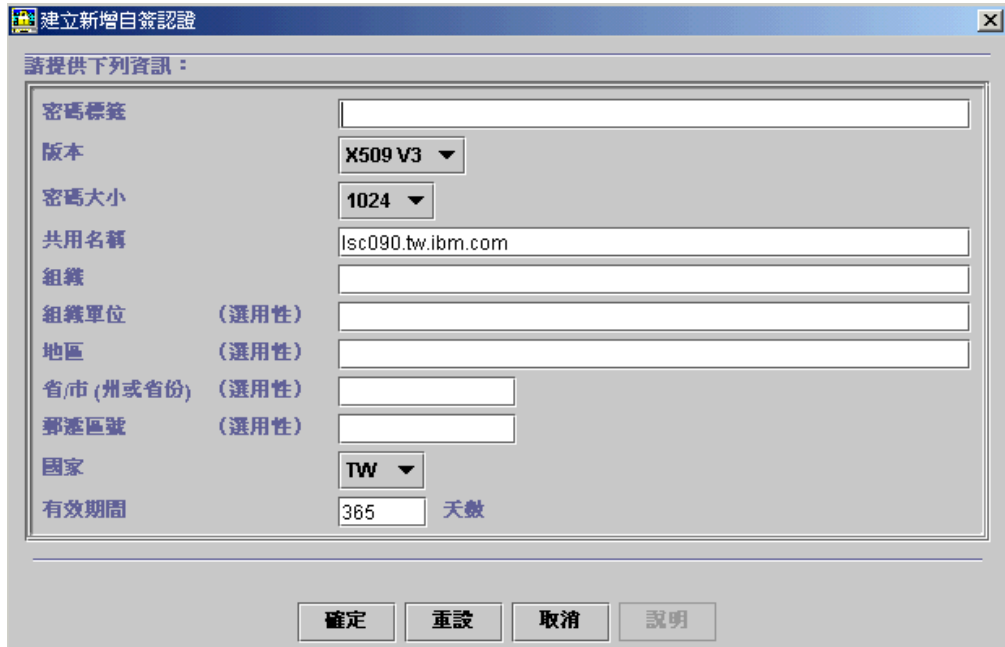 建立新增自簽認證
請提供下列資訊：
密碼標籤
版本 X509 V3
密碼大小 1024
共用名稱 lsc090.tw.ibm.com
組織
組織單位 (選用性)
地區 (選用性)
省/市 (州或省份) (選用性)
郵遞區號 (選用性)
國家 TW
有效期間 365 天數
確定 重設 取消 說明